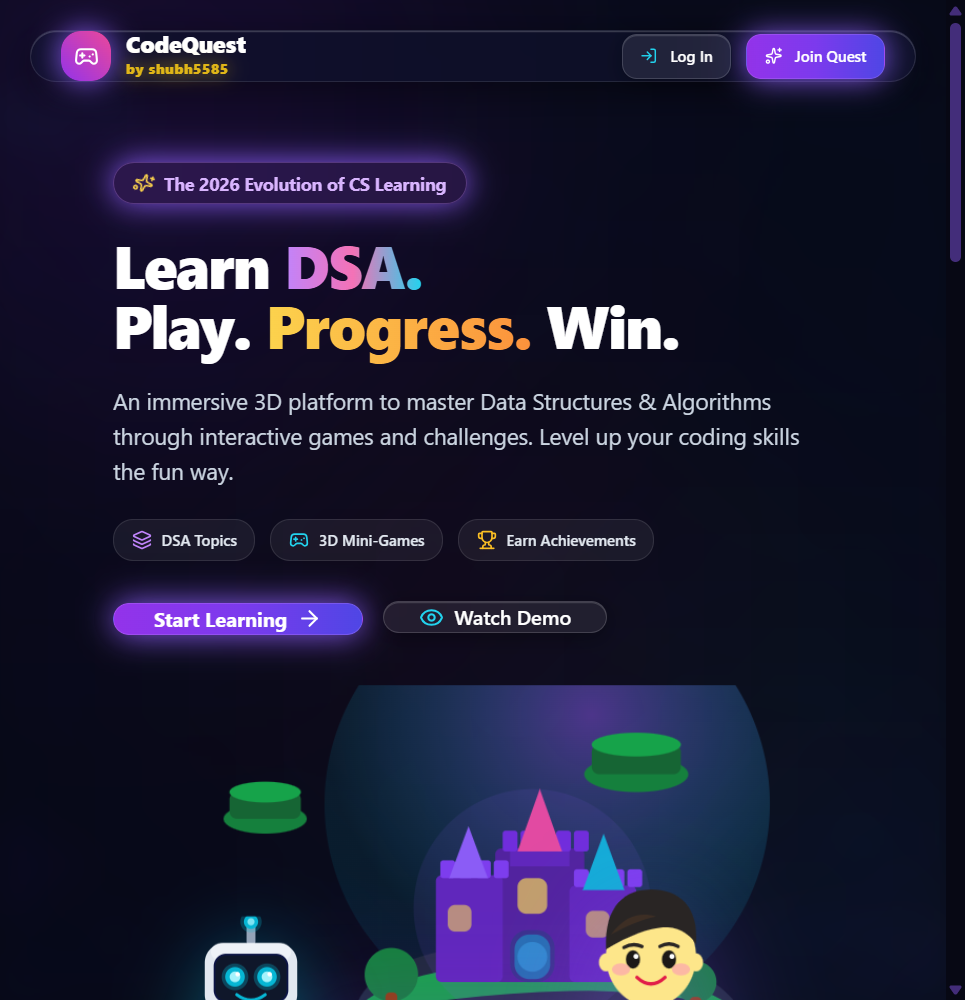 CodeQuest
by shubh5585
Log In
Join Quest
The 2026 Evolution of CS Learning
Learn DSA.
Play. Progress. Win.
An immersive 3D platform to master Data Structures & Algorithms
through interactive games and challenges. Level up your coding skills
the fun way.
DSA Topics
3D Mini-Games
Earn Achievements
Start Learning
Watch Demo